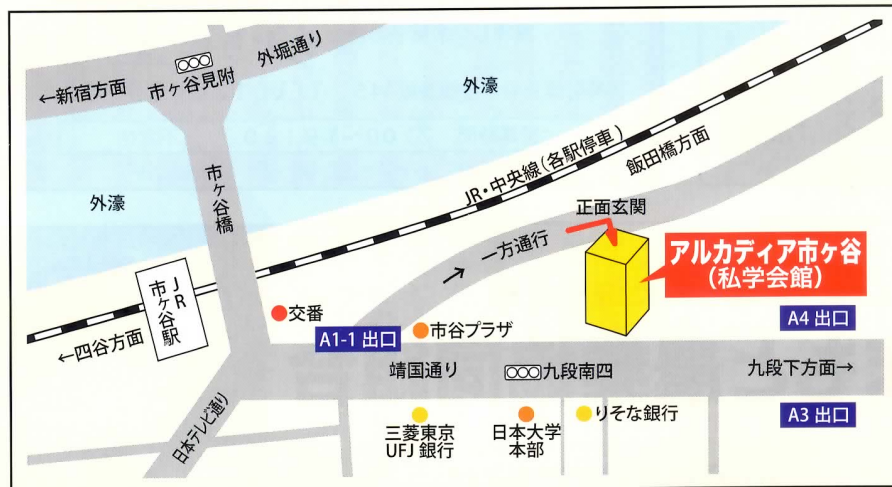 外堀通り
市ヶ谷見附
←新宿方面
外濠
外濠
市ヶ谷橋
JR・中央線(各駅停車)
飯田橋方面
正面玄関
一方通行
→
アルカディア市ヶ谷
(私学会館)
JR
市ヶ谷駅
交番
←四谷方面
A1-1 出口
市谷プラザ
A4 出口
靖国通り
九段南四
九段下方面→
日本テレビ通り
三菱東京
UFJ 銀行
日本大学
本部
りそな銀行
A3 出口